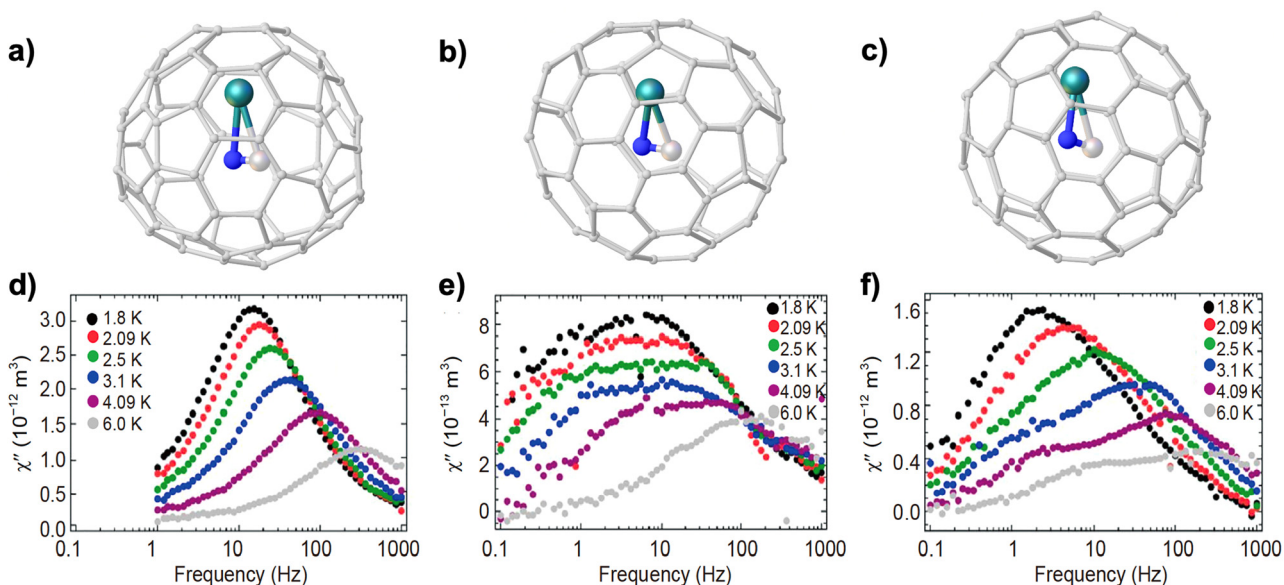 a)
b)
c)
d)
3.0
2.5
2.0
1.5
1.0
0.5
0.0
χ″ (10⁻¹² m³)
1.8 K
2.09 K
2.5 K
3.1 K
4.09 K
6.0 K
0.1 1 10 100 1000
Frequency (Hz)
e)
8
6
4
2
0
χ″ (10⁻¹³ m³)
1.8 K
2.09 K
2.5 K
3.1 K
4.09 K
6.0 K
0.1 1 10 100 1000
Frequency (Hz)
f)
1.6
1.2
0.8
0.4
0.0
χ″ (10⁻¹² m³)
1.8 K
2.09 K
2.5 K
3.1 K
4.09 K
6.0 K
0.1 1 10 100 1000
Frequency (Hz)